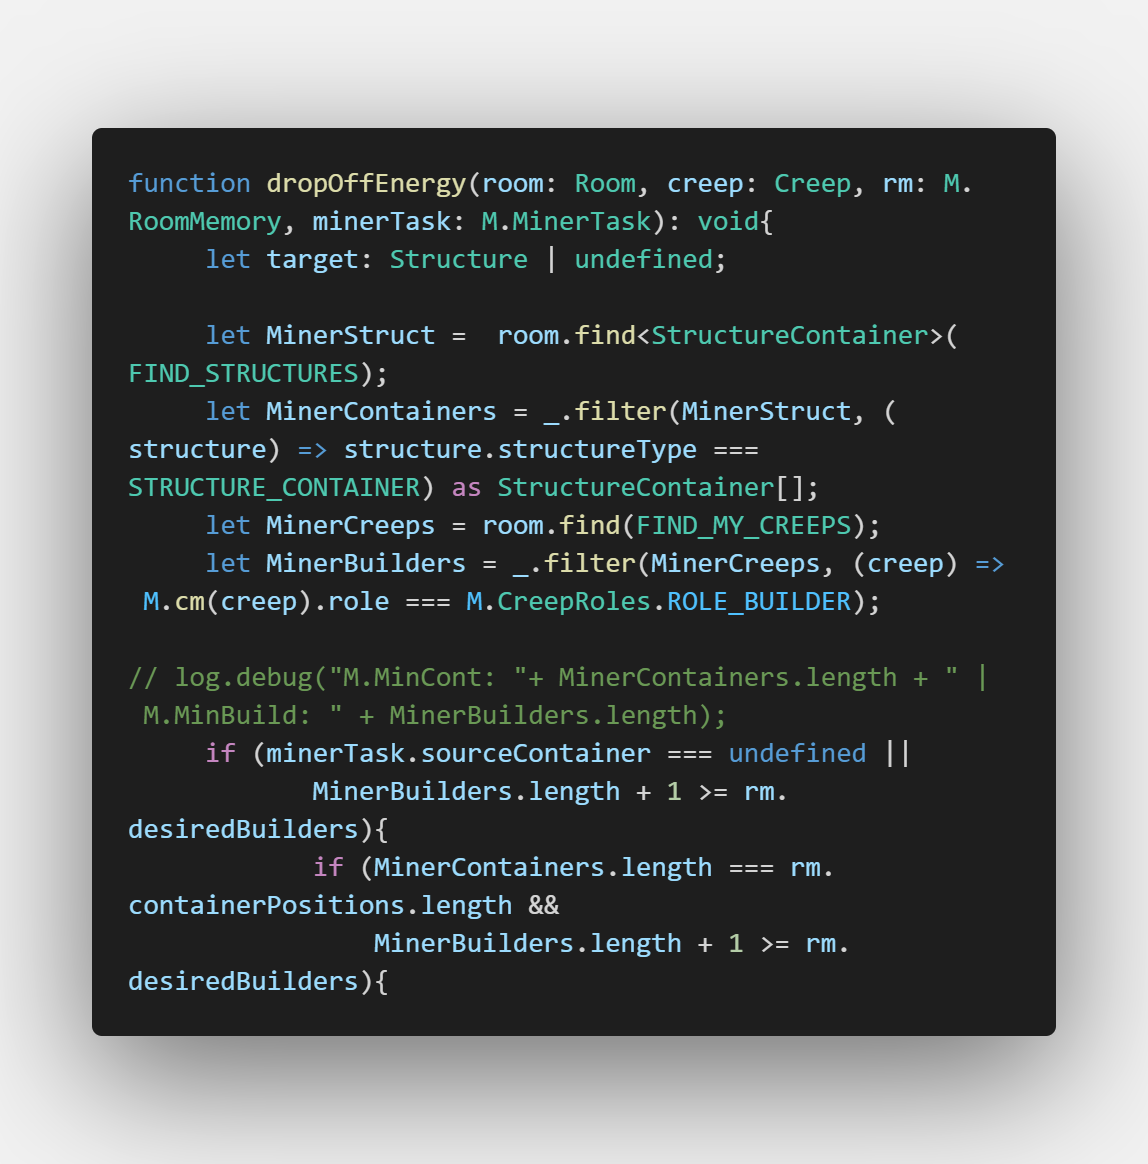 function dropOffEnergy(room: Room, creep: Creep, rm: M.
RoomMemory, minerTask: M.MinerTask): void{
     let target: Structure | undefined;

     let MinerStruct =  room.find<StructureContainer>(
FIND_STRUCTURES);
     let MinerContainers = _.filter(MinerStruct, (
structure) => structure.structureType ===
STRUCTURE_CONTAINER) as StructureContainer[];
     let MinerCreeps = room.find(FIND_MY_CREEPS);
     let MinerBuilders = _.filter(MinerCreeps, (creep) =>
 M.cm(creep).role === M.CreepRoles.ROLE_BUILDER);

// log.debug("M.MinCont: "+ MinerContainers.length + " |
 M.MinBuild: " + MinerBuilders.length);
     if (minerTask.sourceContainer === undefined ||
            MinerBuilders.length + 1 >= rm.
desiredBuilders){
            if (MinerContainers.length === rm.
containerPositions.length &&
                MinerBuilders.length + 1 >= rm.
desiredBuilders){